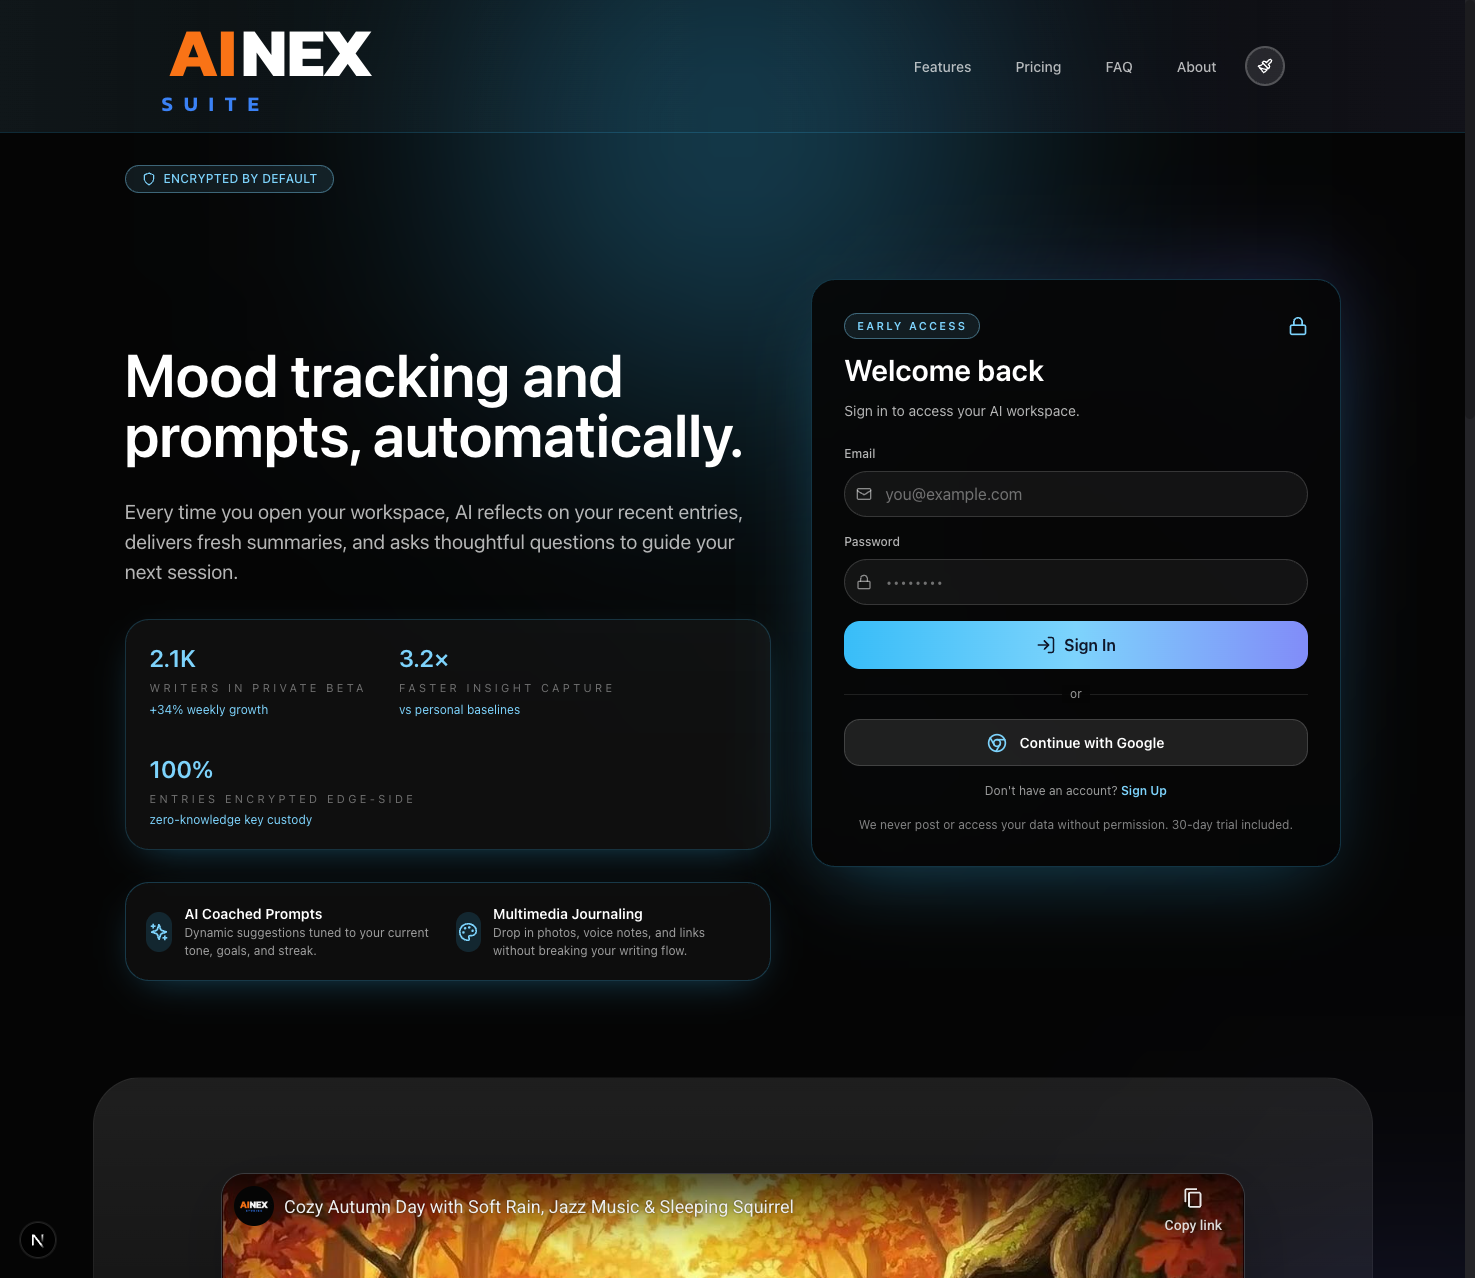 AINEX
SUITE
Features
Pricing
FAQ
About
ENCRYPTED BY DEFAULT
Mood tracking and
prompts, automatically.
Every time you open your workspace, AI reflects on your recent entries,
delivers fresh summaries, and asks thoughtful questions to guide your
next session.
2.1K
WRITERS IN PRIVATE BETA
+34% weekly growth
3.2×
FASTER INSIGHT CAPTURE
vs personal baselines
100%
ENTRIES ENCRYPTED EDGE-SIDE
zero-knowledge key custody
AI Coached Prompts
Dynamic suggestions tuned to your current
tone, goals, and streak.
Multimedia Journaling
Drop in photos, voice notes, and links
without breaking your writing flow.
EARLY ACCESS
Welcome back
Sign in to access your AI workspace.
Email
you@example.com
Password
••••••••
Sign In
or
Continue with Google
Don't have an account? Sign Up
We never post or access your data without permission. 30-day trial included.
AINEX
Cozy Autumn Day with Soft Rain, Jazz Music & Sleeping Squirrel
Copy link
N